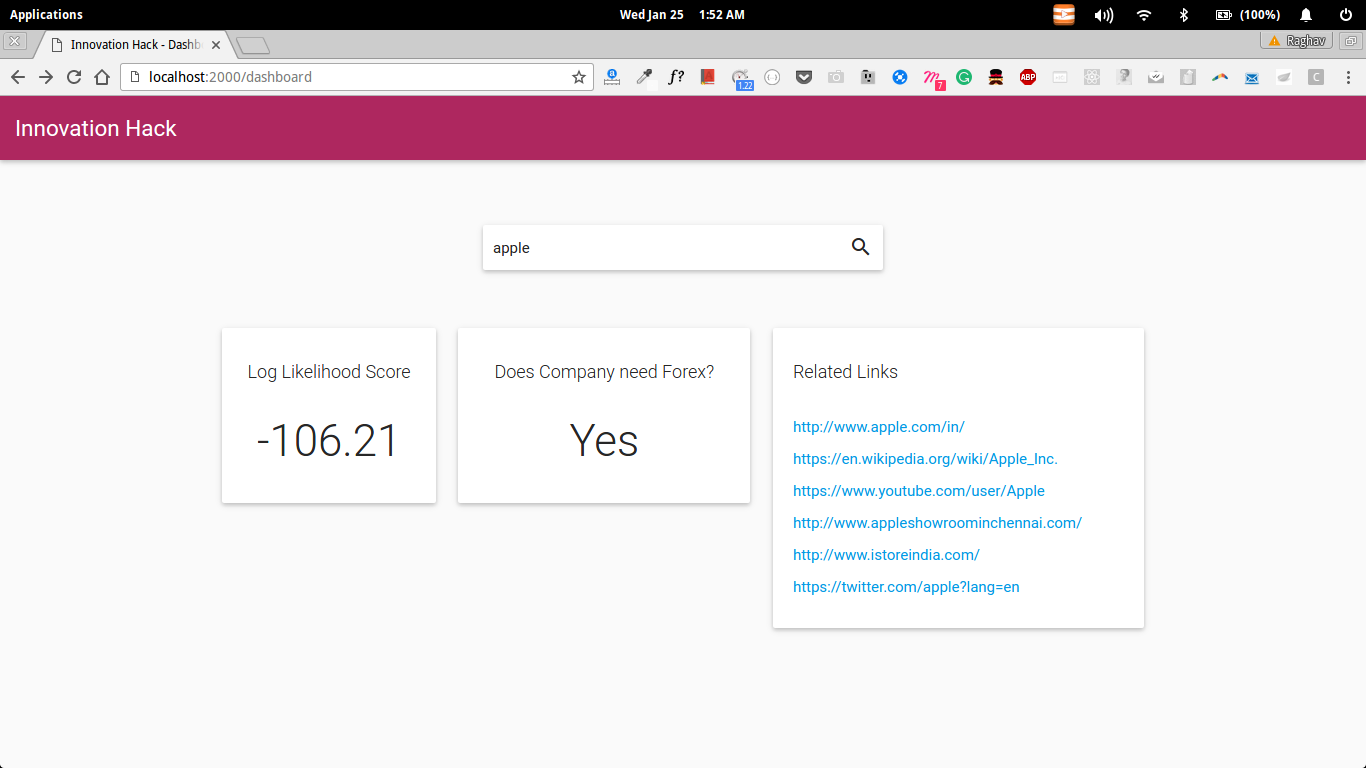 Applications
Wed Jan 25 1:52 AM
(100%)
Innovation Hack - Dashb
Raghav
localhost:2000/dashboard
f?
1.22
7
ABP
C
Innovation Hack
apple
Log Likelihood Score
-106.21
Does Company need Forex?
Yes
Related Links
http://www.apple.com/in/
https://en.wikipedia.org/wiki/Apple_Inc.
https://www.youtube.com/user/Apple
http://www.appleshowroominchennai.com/
http://www.istoreindia.com/
https://twitter.com/apple?lang=en